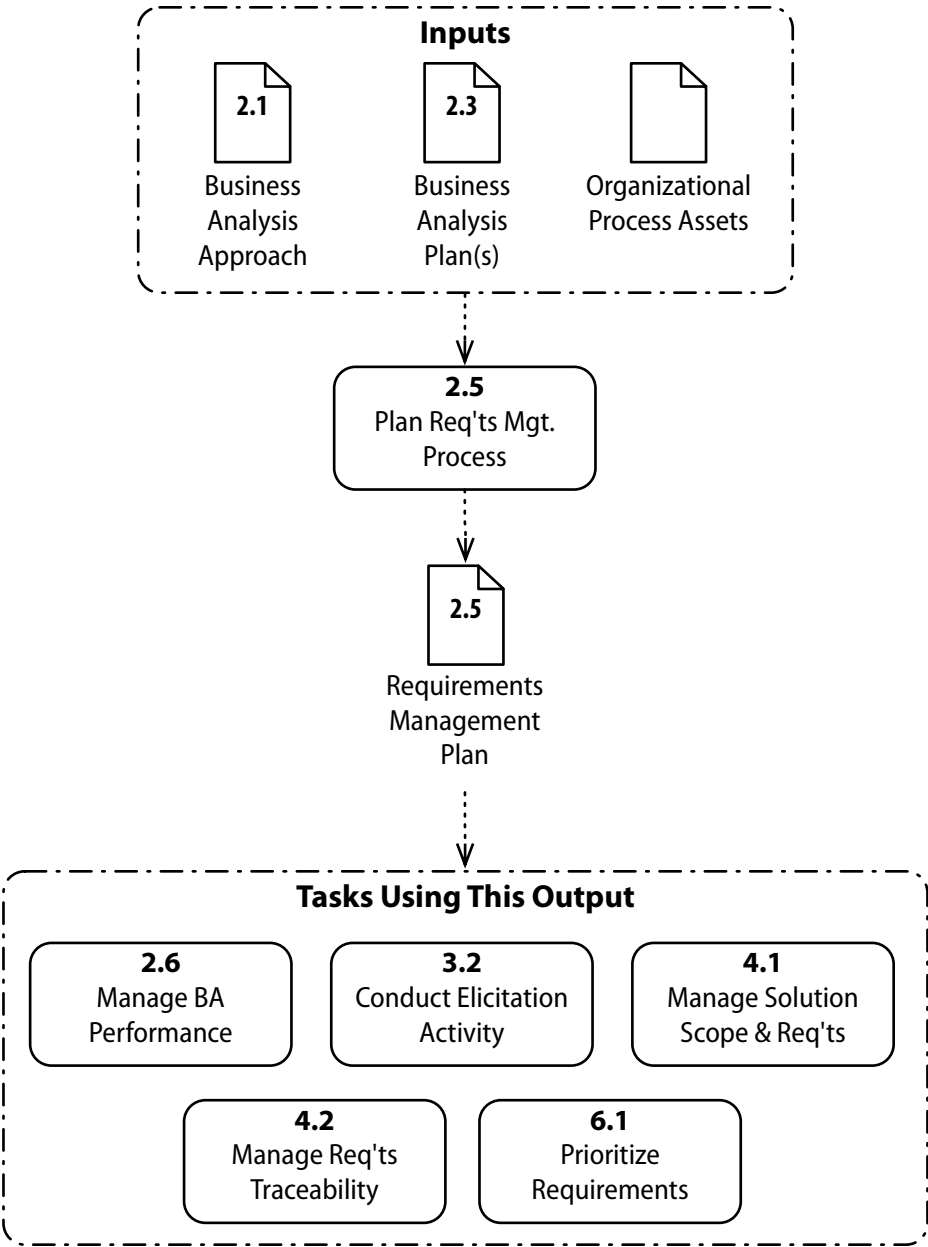 Inputs
2.1
2.3
Business
Analysis
Approach
Business
Analysis
Plan(s)
Organizational
Process Assets
2.5
Plan Req'ts Mgt.
Process
2.5
Requirements
Management
Plan
Tasks Using This Output
2.6
Manage BA
Performance
3.2
Conduct Elicitation
Activity
4.1
Manage Solution
Scope & Req'ts
4.2
Manage Req'ts
Traceability
6.1
Prioritize
Requirements